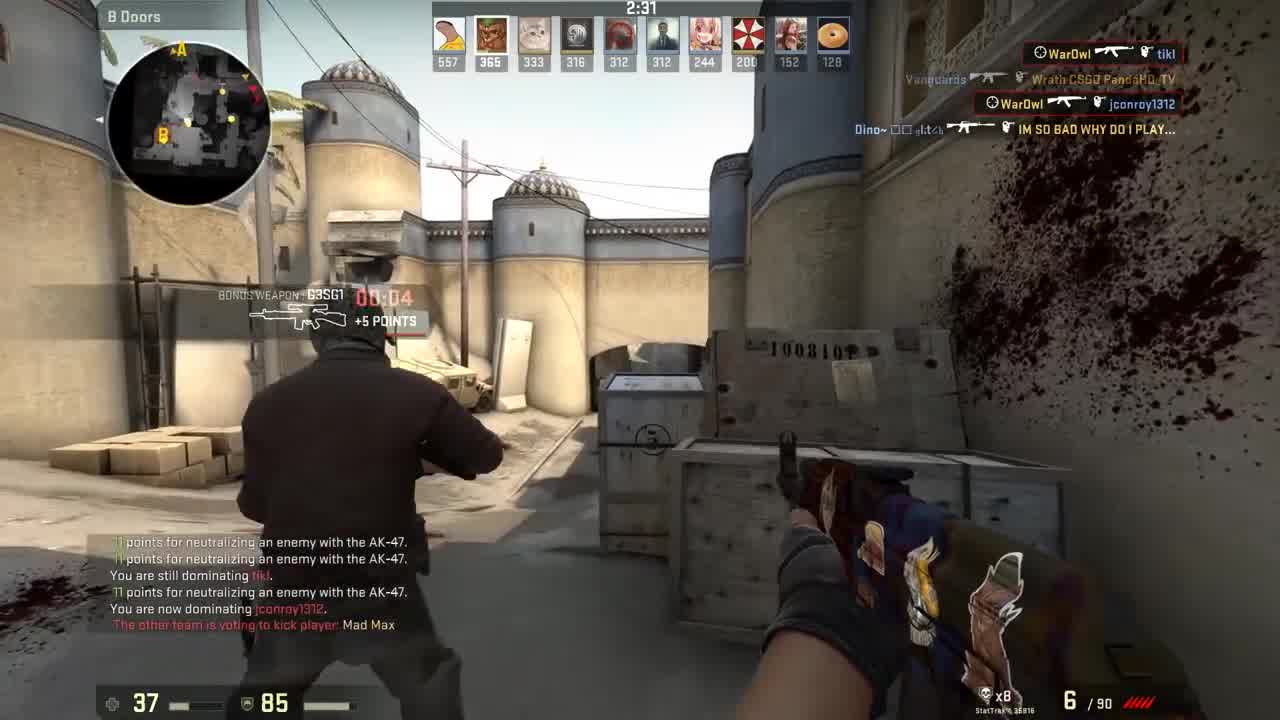 B Doors
2:31
A
B
557 365 333 316 312 312 244 200 152 128
WarOwl tikl
Vanguards Wrath CSGO PandaHD_TV
WarOwl jconroy1312
Dino~ IM SO BAD WHY DO I PLAY...
BONUS WEAPON: G3SG1 00:04
+5 POINTS
5
11 points for neutralizing an enemy with the AK-47.
11 points for neutralizing an enemy with the AK-47.
You are still dominating tikl.
11 points for neutralizing an enemy with the AK-47.
You are now dominating jconroy1312.
The other team is voting to kick player: Mad Max
37 85
x8
6 / 90